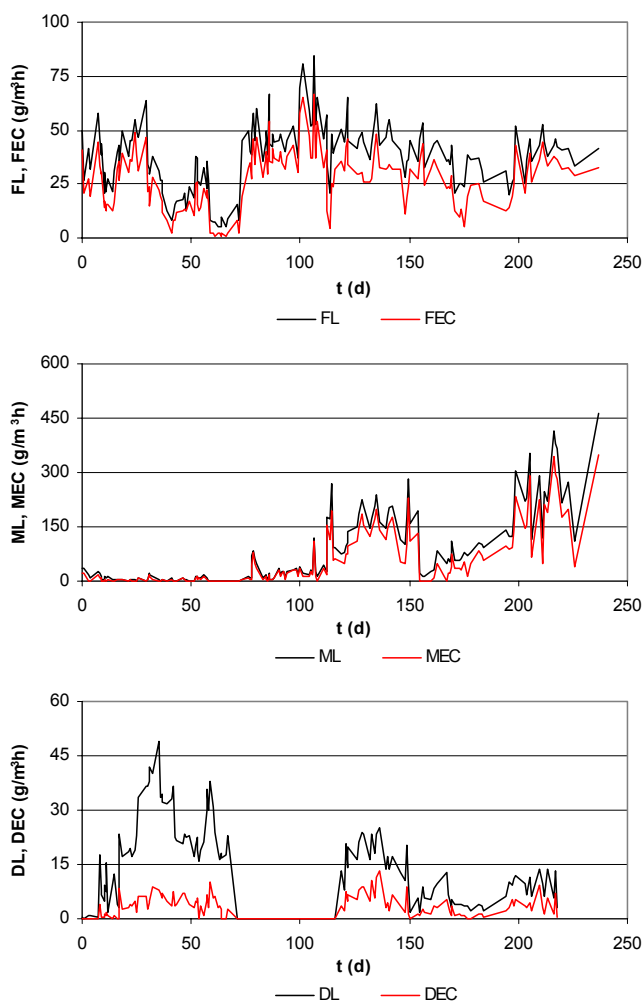 FL, FEC (g/m³h)
100
75
50
25
0
0 50 100 150 200 250
t (d)
FL FEC
ML, MEC (g/m³h)
600
450
300
150
0
0 50 100 150 200 250
t (d)
ML MEC
DL, DEC (g/m³h)
60
45
30
15
0
0 50 100 150 200 250
t (d)
DL DEC